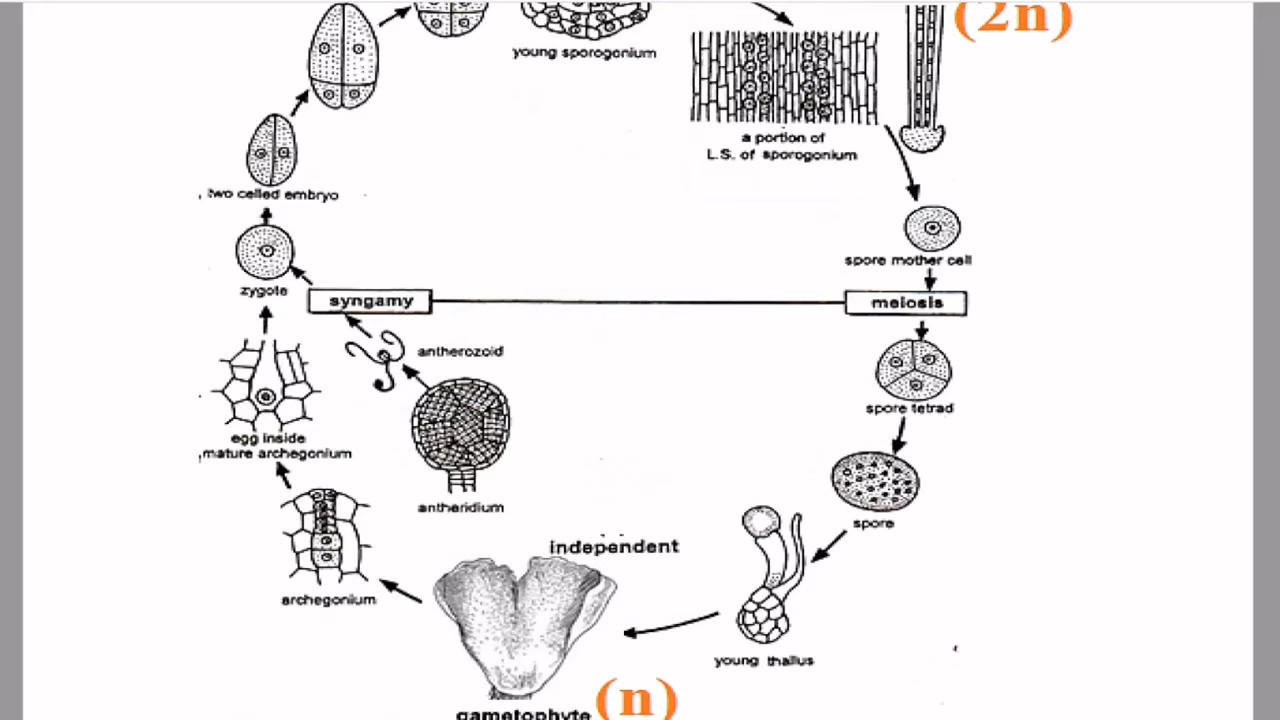 (2n)
young sporogonium
a portion of
L.S. of sporogonium
two celled embryo
spore mother cell
zygote
syngamy
meiosis
antherozoid
spore tetrad
egg inside
mature archegonium
antheridium
spore
independent
archegonium
young thallus
(n)
gametophyte